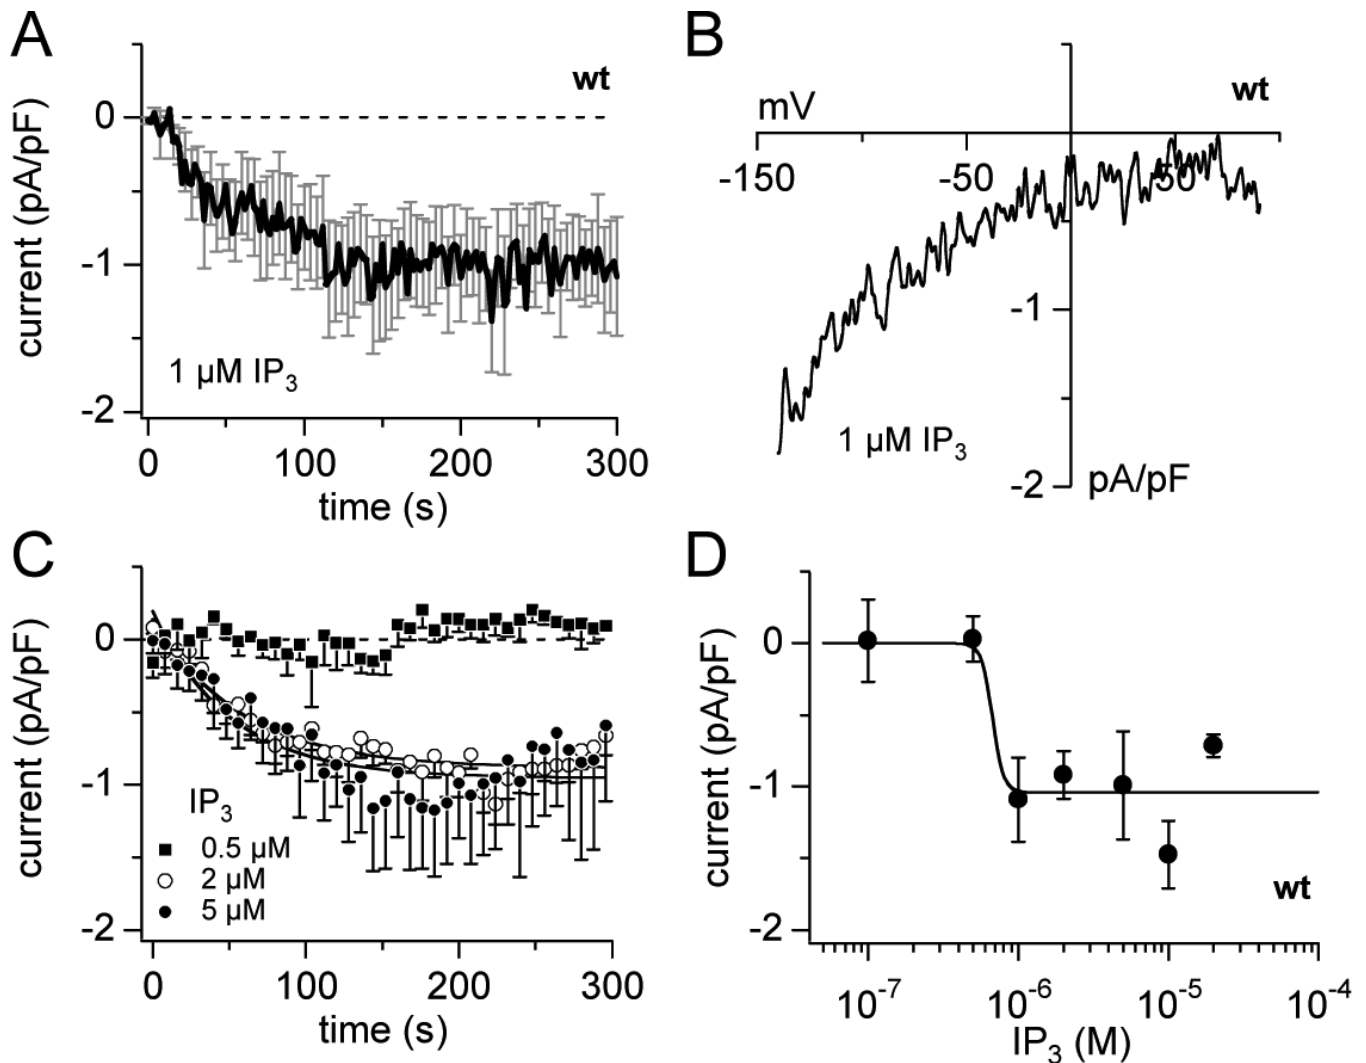 A
wt
0
-1
-2
current (pA/pF)
1 µM IP₃
0 100 200 300
time (s)
B
mV
wt
-150 -50 50
-1
1 µM IP₃
-2 pA/pF
C
0
-1
-2
current (pA/pF)
IP₃
0.5 µM
2 µM
5 µM
0 100 200 300
time (s)
D
0
-1
-2
current (pA/pF)
wt
10⁻⁷ 10⁻⁶ 10⁻⁵ 10⁻⁴
IP₃ (M)